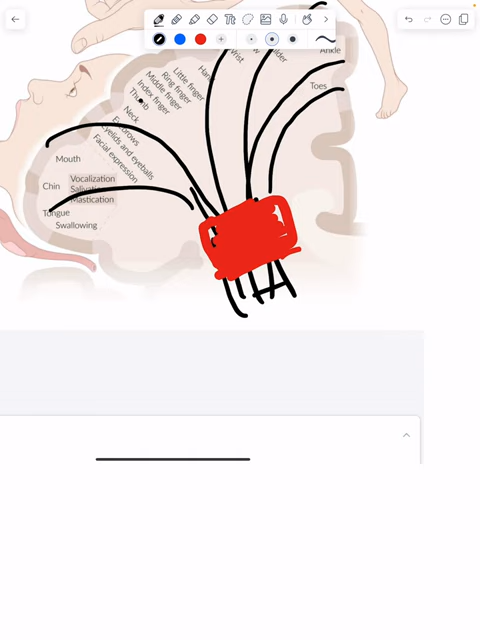 Ankle
Toes
Hand
Little finger
Ring finger
Middle finger
Index finger
Thumb
Neck
Eyebrows
Eyelids and eyeballs
Facial expression
Mouth
Chin
Vocalization
Salivation
Mastication
Tongue
Swallowing